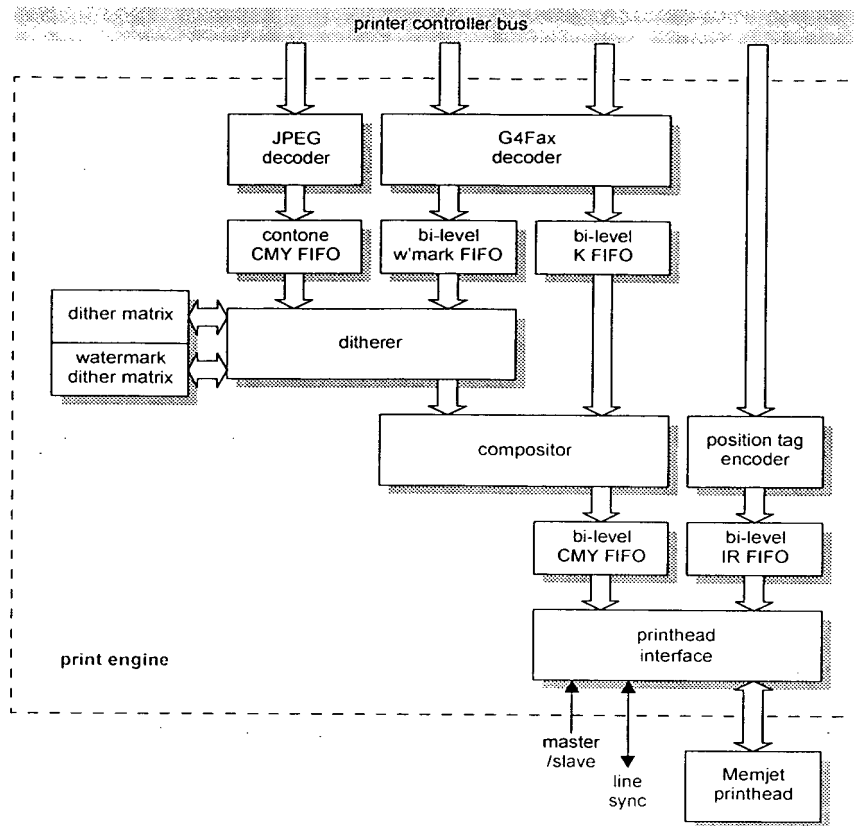 printer controller bus
JPEG
decoder
G4Fax
decoder
contone
CMY FIFO
bi-level
w'mark FIFO
bi-level
K FIFO
dither matrix
watermark
dither matrix
ditherer
compositor
position tag
encoder
bi-level
CMY FIFO
bi-level
IR FIFO
printhead
interface
print engine
master
/slave
line
sync
Memjet
printhead